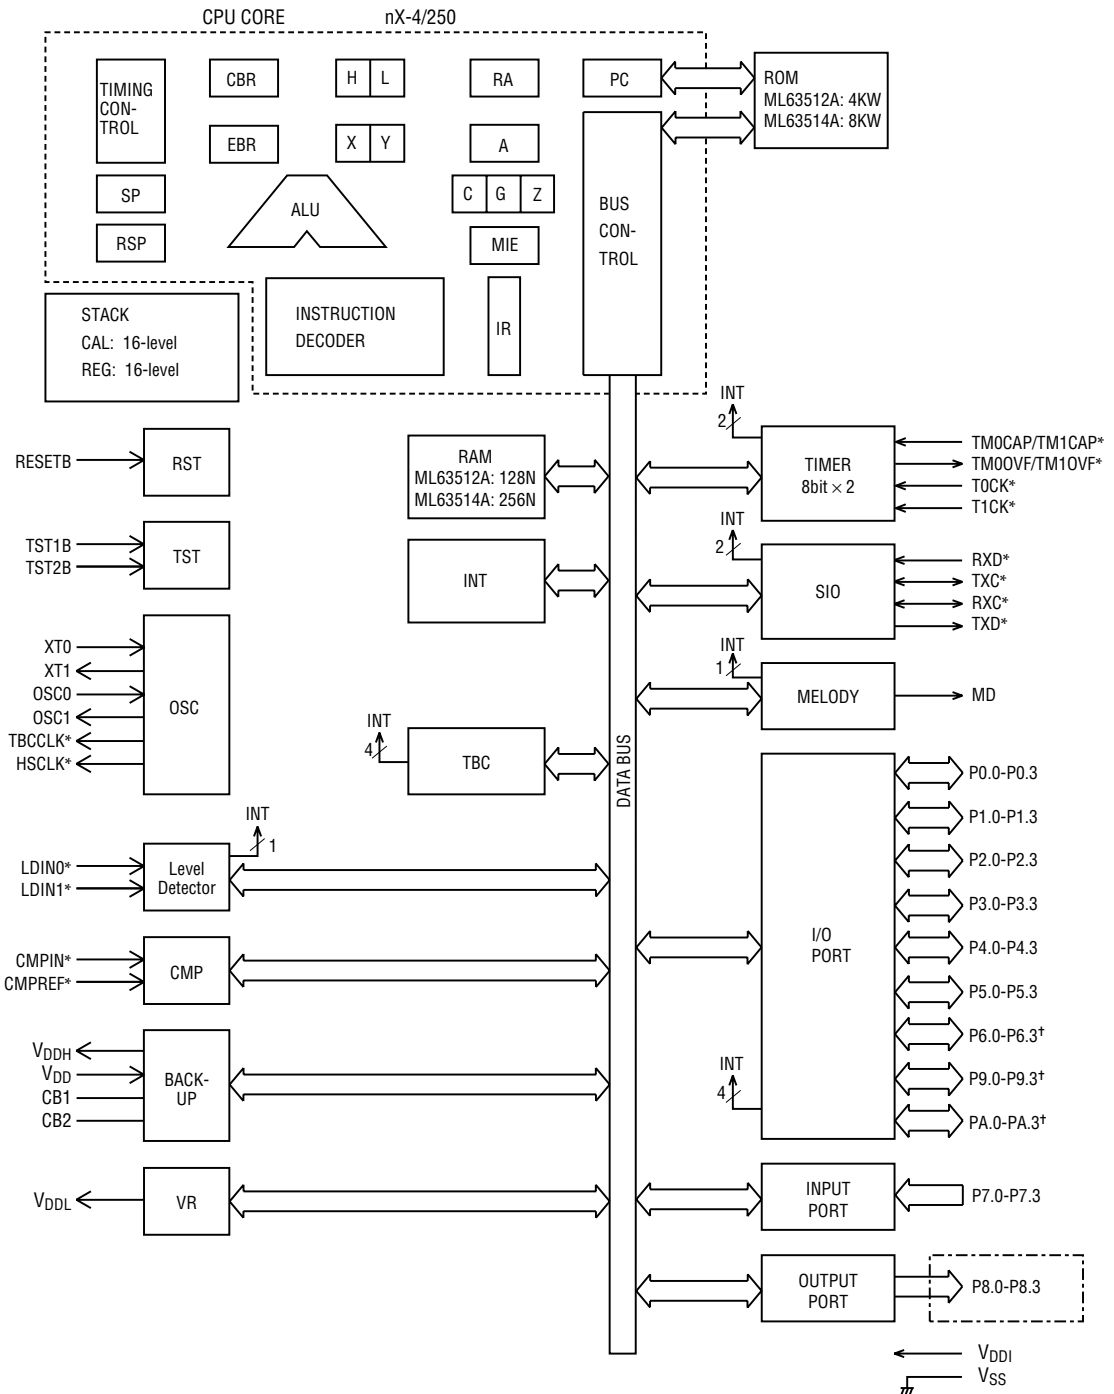 CPU CORE nX-4/250
TIMING
CON-
TROL
CBR
H L
RA
PC
ROM
ML63512A: 4KW
ML63514A: 8KW
EBR
X Y
A
SP
ALU
C G Z
BUS
CON-
TROL
RSP
MIE
STACK
CAL: 16-level
REG: 16-level
INSTRUCTION
DECODER
IR
RESETB
RST
RAM
ML63512A: 128N
ML63514A: 256N
INT
2
TIMER
8bit × 2
TM0CAP/TM1CAP*
TM0OVF/TM1OVF*
T0CK*
T1CK*
TST1B
TST2B
TST
INT
INT
2
SIO
RXD*
TXC*
RXC*
TXD*
XT0
XT1
OSC0
OSC1
TBCCLK*
HSCLK*
OSC
INT
1
MELODY
MD
INT
4
TBC
DATA BUS
LDIN0*
LDIN1*
Level
Detector
INT
1
CMPIN*
CMPREF*
CMP
VDDH
VDD
CB1
CB2
BACK-
UP
VDDL
VR
I/O
PORT
INT
4
P0.0-P0.3
P1.0-P1.3
P2.0-P2.3
P3.0-P3.3
P4.0-P4.3
P5.0-P5.3
P6.0-P6.3†
P9.0-P9.3†
PA.0-PA.3†
INPUT
PORT
P7.0-P7.3
OUTPUT
PORT
P8.0-P8.3
VDDI
VSS